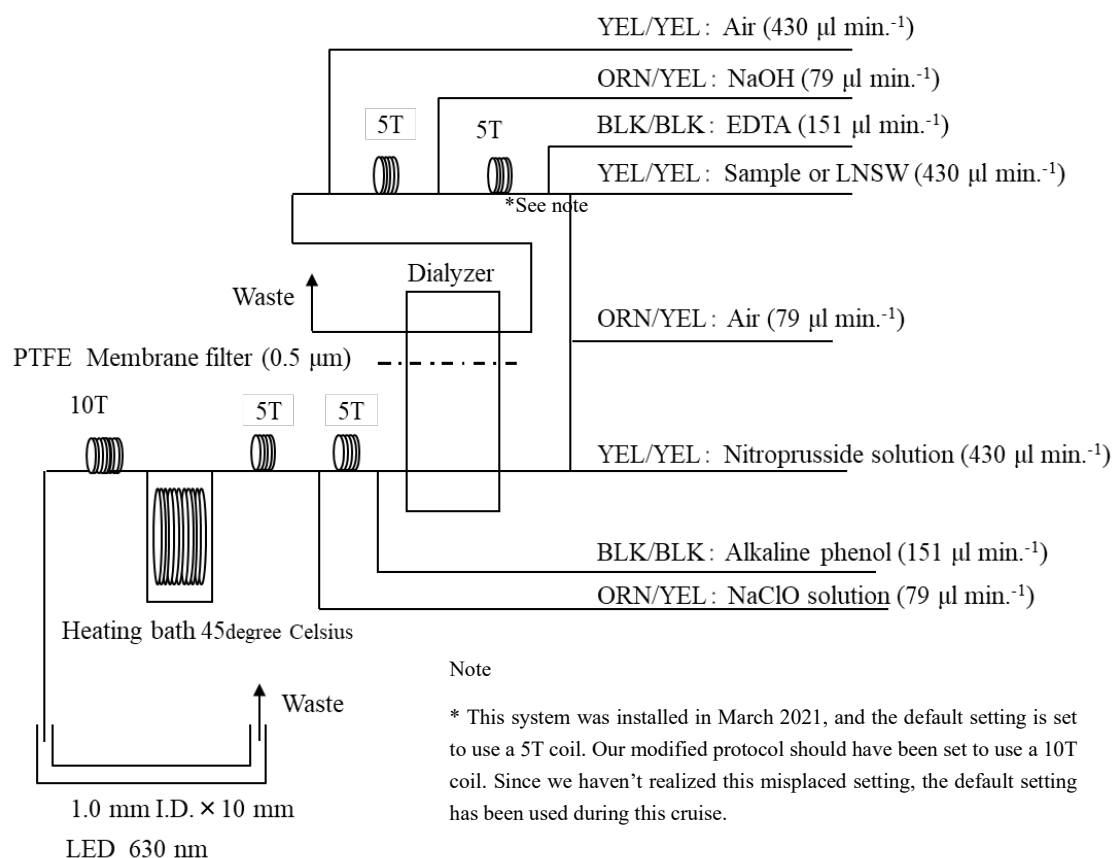 YEL/YEL: Air (430 μl min.-1)
ORN/YEL: NaOH (79 μl min.-1)
5T
5T
BLK/BLK: EDTA (151 μl min.-1)
YEL/YEL: Sample or LNSW (430 μl min.-1)
*See note
Dialyzer
Waste
ORN/YEL: Air (79 μl min.-1)
PTFE Membrane filter (0.5 μm)
10T
5T
5T
YEL/YEL: Nitroprusside solution (430 μl min.-1)
BLK/BLK: Alkaline phenol (151 μl min.-1)
ORN/YEL: NaClO solution (79 μl min.-1)
Heating bath 45degree Celsius
Note
Waste
* This system was installed in March 2021, and the default setting is set
to use a 5T coil. Our modified protocol should have been set to use a 10T
coil. Since we haven’t realized this misplaced setting, the default setting
has been used during this cruise.
1.0 mm I.D. × 10 mm
LED 630 nm